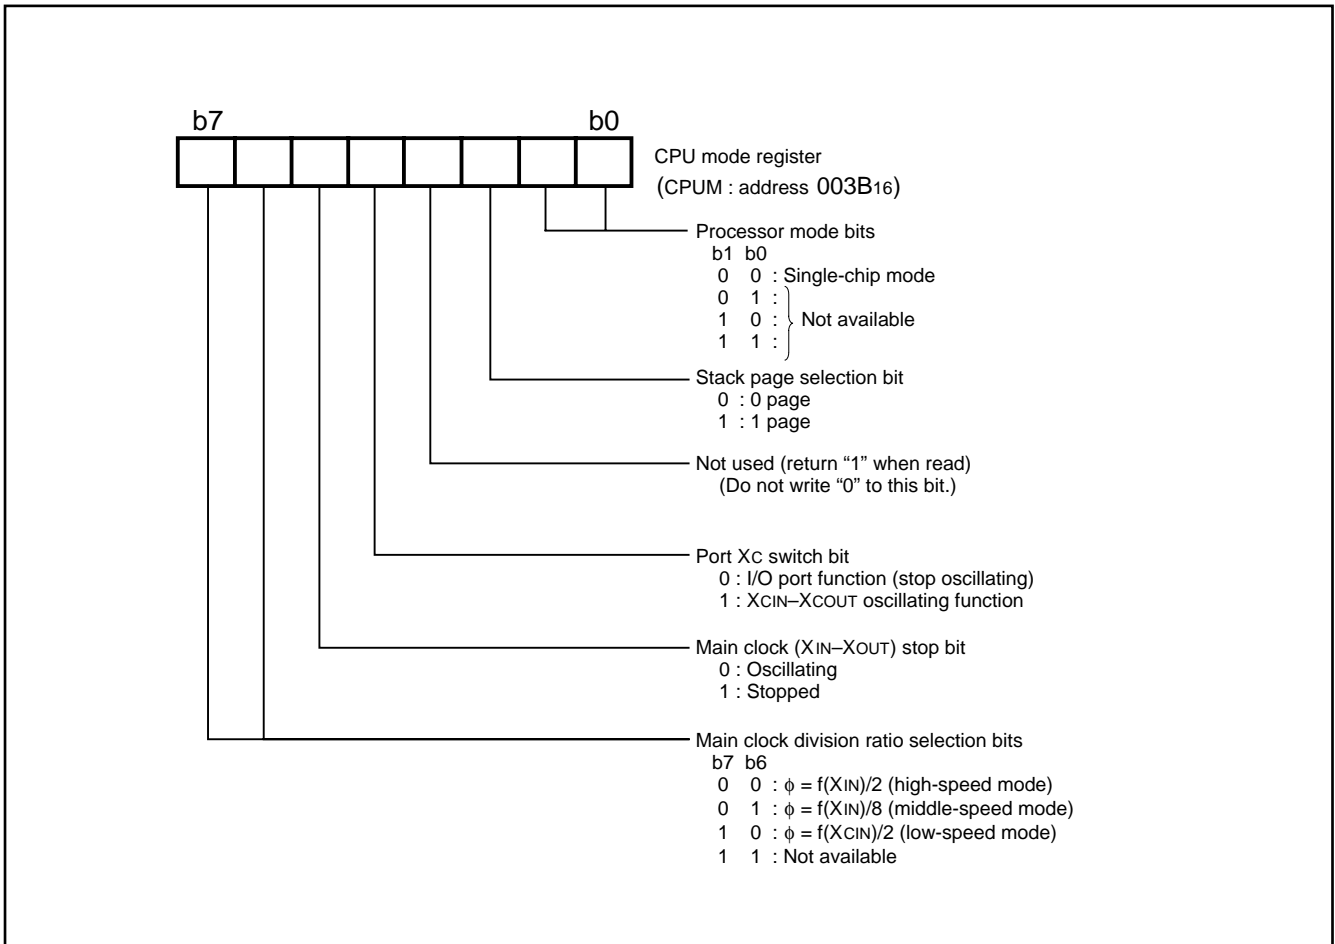 b7 b0
CPU mode register
(CPUM : address 003B16)
Processor mode bits
b1 b0
0 0 : Single-chip mode
0 1 :
1 0 : Not available
1 1 :
Stack page selection bit
0 : 0 page
1 : 1 page
Not used (return “1” when read)
(Do not write “0” to this bit.)
Port XC switch bit
0 : I/O port function (stop oscillating)
1 : XCIN–XCOUT oscillating function
Main clock (XIN–XOUT) stop bit
0 : Oscillating
1 : Stopped
Main clock division ratio selection bits
b7 b6
0 0 : φ = f(XIN)/2 (high-speed mode)
0 1 : φ = f(XIN)/8 (middle-speed mode)
1 0 : φ = f(XCIN)/2 (low-speed mode)
1 1 : Not available